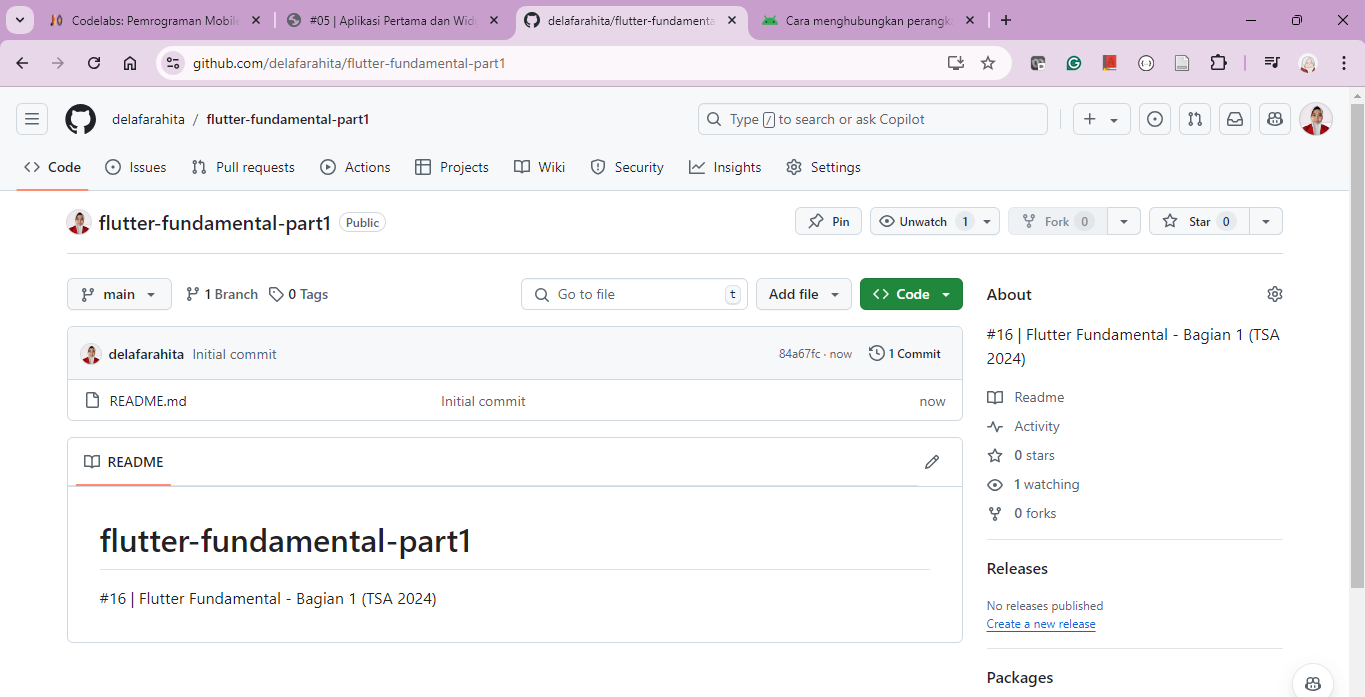 Codelabs: Pemrograman Mobile
#05 | Aplikasi Pertama dan Wid
delafarahita/flutter-fundamenta
Cara menghubungkan perangk
github.com/delafarahita/flutter-fundamental-part1
delafarahita / flutter-fundamental-part1
Type / to search or ask Copilot
Code
Issues
Pull requests
Actions
Projects
Wiki
Security
Insights
Settings
flutter-fundamental-part1 Public
Pin
Unwatch 1
Fork 0
Star 0
main
1 Branch
0 Tags
Go to file t
Add file
Code
delafarahita Initial commit 84a67fc · now 1 Commit
README.md Initial commit now
README
flutter-fundamental-part1
#16 | Flutter Fundamental - Bagian 1 (TSA 2024)
About
#16 | Flutter Fundamental - Bagian 1 (TSA
2024)
Readme
Activity
0 stars
1 watching
0 forks
Releases
No releases published
Create a new release
Packages